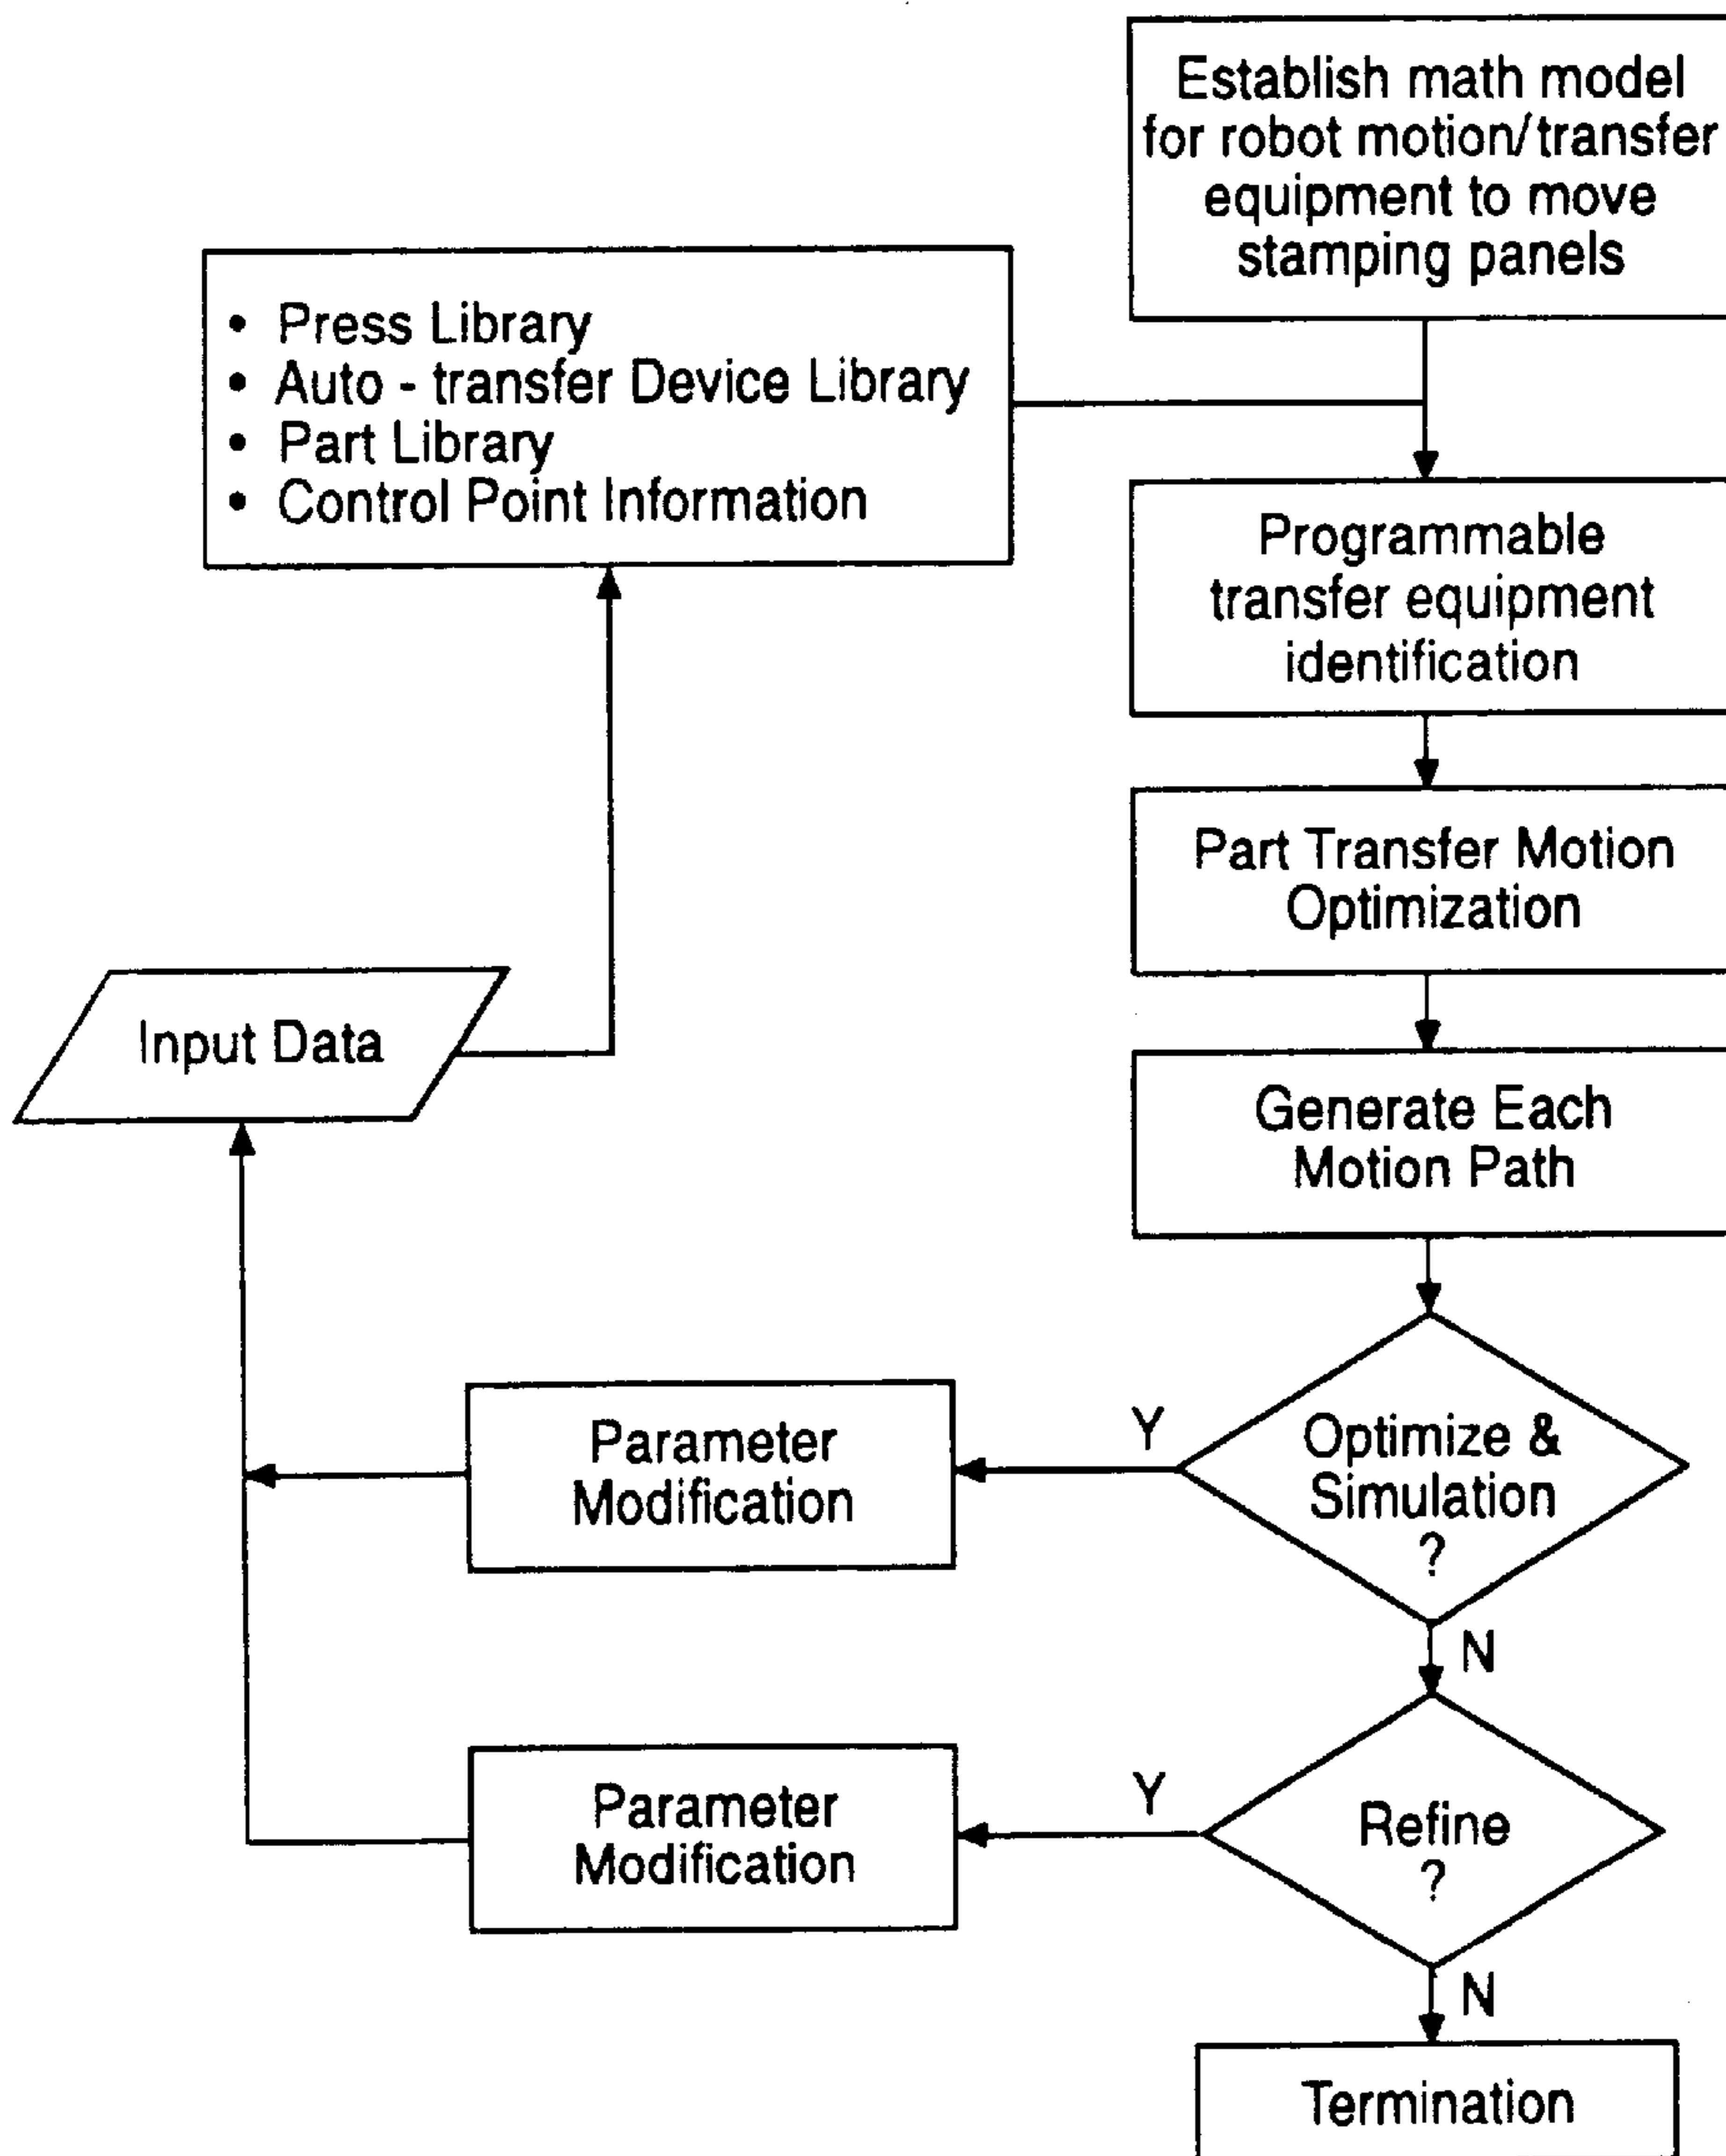 Establish math model
for robot motion/transfer
equipment to move
stamping panels
• Press Library
• Auto - transfer Device Library
• Part Library
• Control Point Information
Programmable
transfer equipment
identification
Part Transfer Motion
Optimization
Input Data
Generate Each
Motion Path
Y
Parameter
Modification
Optimize &
Simulation
?
N
Y
Parameter
Modification
Refine
?
N
Termination